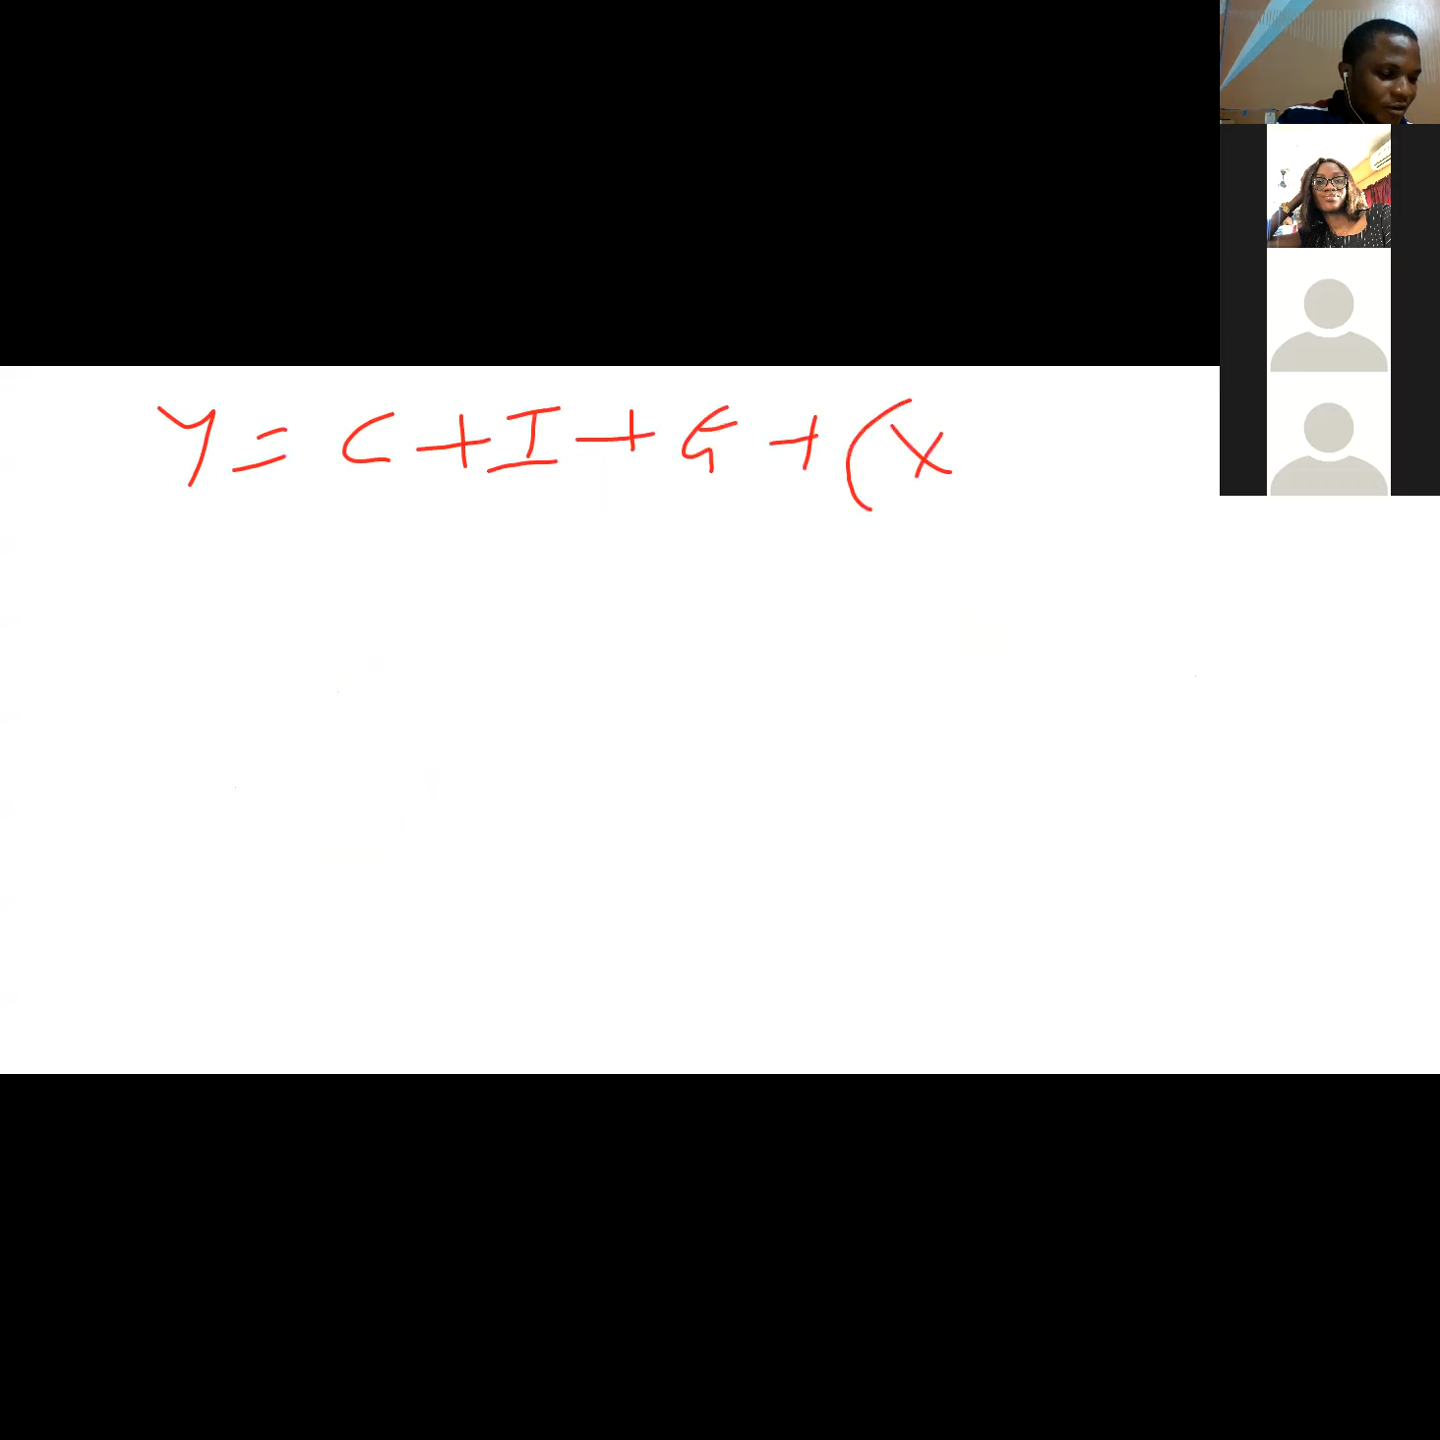 Y = C + I + G + (X